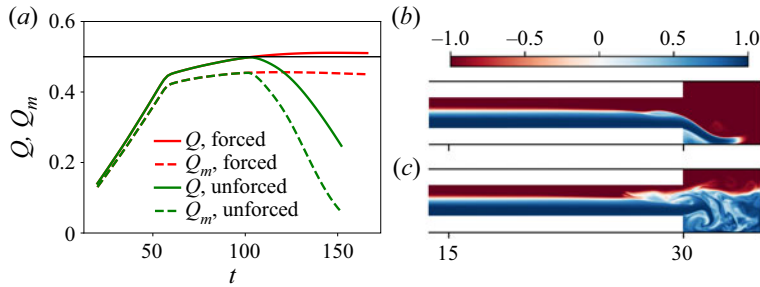 (a)
0.6
0.4
0.2
0
Q, Qm
Q, forced
Qm, forced
Q, unforced
Qm, unforced
50
100
150
t
(b)
–1.0
–0.5
0
0.5
1.0
(c)
15
30